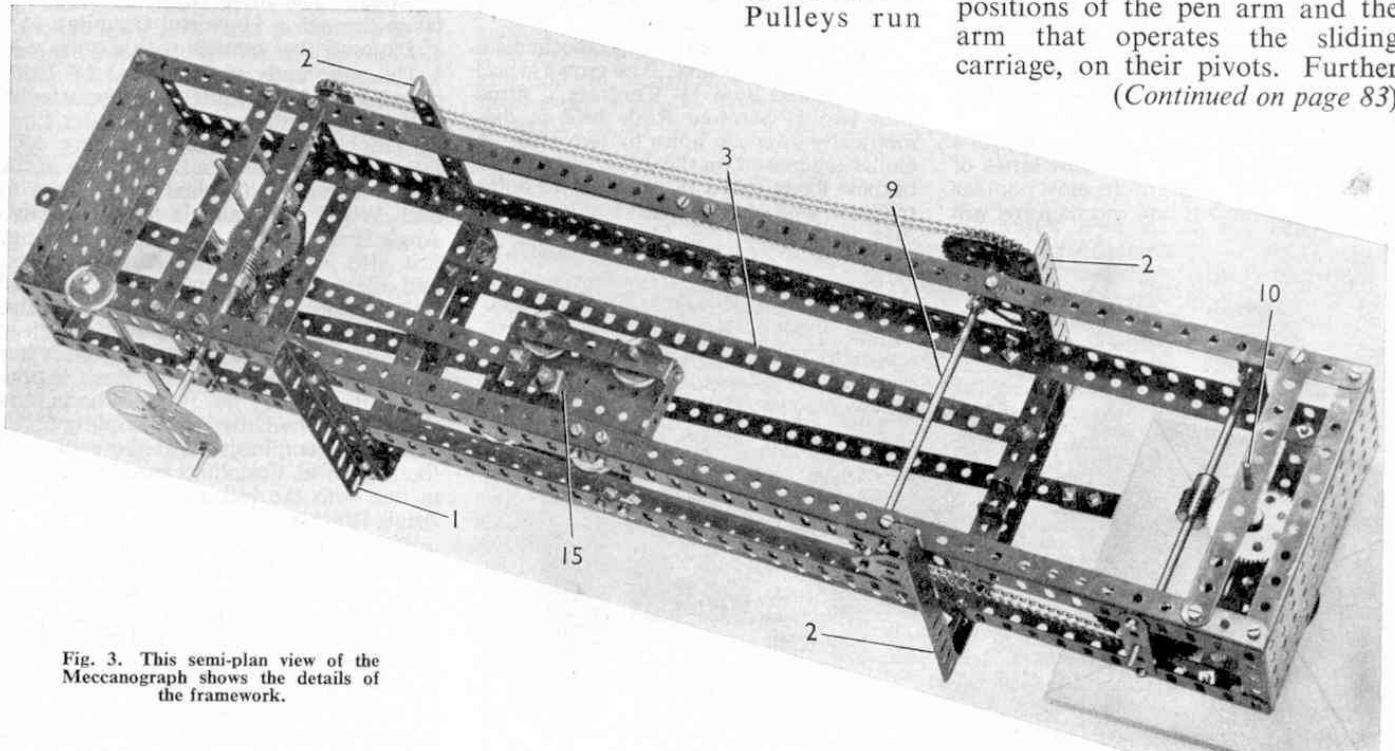 Pulleys run
positions of the pen arm and the
arm that operates the sliding
carriage, on their pivots. Further
(Continued on page 83)
2
3
9
2
10
1
15
2
Fig. 3. This semi-plan view of the
Meccanograph shows the details of
the framework.